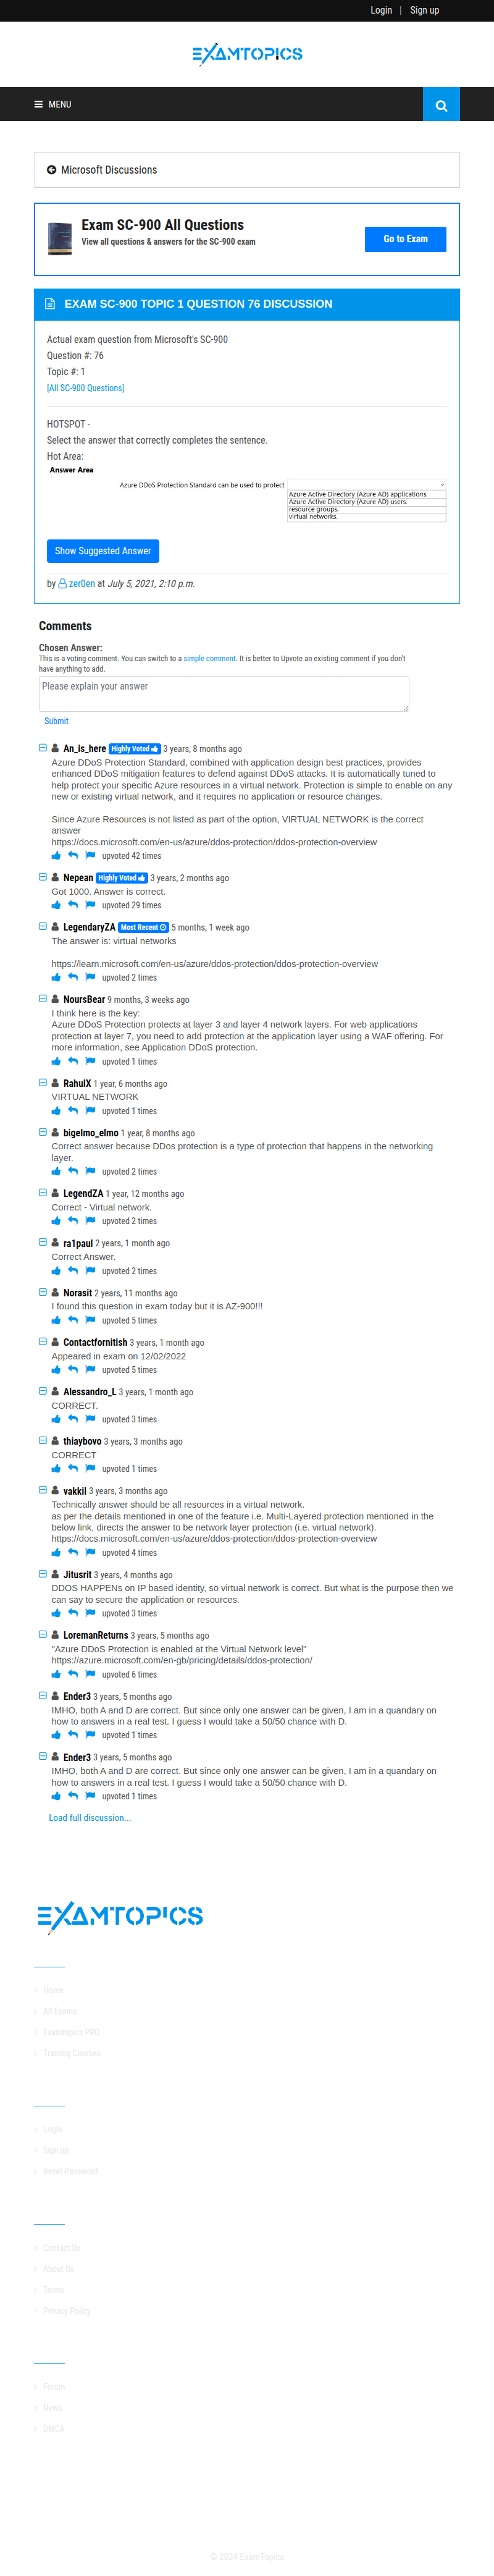 Login | Sign up
EXAMTOPICS
MENU
Microsoft Discussions
Exam SC-900 All Questions
View all questions & answers for the SC-900 exam
Go to Exam
EXAM SC-900 TOPIC 1 QUESTION 76 DISCUSSION
Actual exam question from Microsoft's SC-900
Question #: 76
Topic #: 1
[All SC-900 Questions]
HOTSPOT -
Select the answer that correctly completes the sentence.
Hot Area:
Answer Area
Azure DDoS Protection Standard can be used to protect
Azure Active Directory (Azure AD) applications.
Azure Active Directory (Azure AD) users.
resource groups.
virtual networks.
Show Suggested Answer
by zer0en at July 5, 2021, 2:10 p.m.
Comments
Chosen Answer:
This is a voting comment. You can switch to a simple comment. It is better to Upvote an existing comment if you don't
have anything to add.
Please explain your answer
Submit
An_is_here Highly Voted 3 years, 8 months ago
Azure DDoS Protection Standard, combined with application design best practices, provides
enhanced DDoS mitigation features to defend against DDoS attacks. It is automatically tuned to
help protect your specific Azure resources in a virtual network. Protection is simple to enable on any
new or existing virtual network, and it requires no application or resource changes.
Since Azure Resources is not listed as part of the option, VIRTUAL NETWORK is the correct
answer
https://docs.microsoft.com/en-us/azure/ddos-protection/ddos-protection-overview
upvoted 42 times
Nepean Highly Voted 3 years, 2 months ago
Got 1000. Answer is correct.
upvoted 29 times
LegendaryZA Most Recent 5 months, 1 week ago
The answer is: virtual networks
https://learn.microsoft.com/en-us/azure/ddos-protection/ddos-protection-overview
upvoted 2 times
NoursBear 9 months, 3 weeks ago
I think here is the key:
Azure DDoS Protection protects at layer 3 and layer 4 network layers. For web applications
protection at layer 7, you need to add protection at the application layer using a WAF offering. For
more information, see Application DDoS protection.
upvoted 1 times
RahulX 1 year, 6 months ago
VIRTUAL NETWORK
upvoted 1 times
bigelmo_elmo 1 year, 8 months ago
Correct answer because DDos protection is a type of protection that happens in the networking
layer.
upvoted 2 times
LegendZA 1 year, 12 months ago
Correct - Virtual network.
upvoted 2 times
ra1paul 2 years, 1 month ago
Correct Answer.
upvoted 2 times
Norasit 2 years, 11 months ago
I found this question in exam today but it is AZ-900!!!
upvoted 5 times
Contactfornitish 3 years, 1 month ago
Appeared in exam on 12/02/2022
upvoted 5 times
Alessandro_L 3 years, 1 month ago
CORRECT.
upvoted 3 times
thiaybovo 3 years, 3 months ago
CORRECT
upvoted 1 times
vakkil 3 years, 3 months ago
Technically answer should be all resources in a virtual network.
as per the details mentioned in one of the feature i.e. Multi-Layered protection mentioned in the
below link, directs the answer to be network layer protection (i.e. virtual network).
https://docs.microsoft.com/en-us/azure/ddos-protection/ddos-protection-overview
upvoted 4 times
Jitusrit 3 years, 4 months ago
DDOS HAPPENs on IP based identity, so virtual network is correct. But what is the purpose then we
can say to secure the application or resources.
upvoted 3 times
LoremanReturns 3 years, 5 months ago
"Azure DDoS Protection is enabled at the Virtual Network level"
https://azure.microsoft.com/en-gb/pricing/details/ddos-protection/
upvoted 6 times
Ender3 3 years, 5 months ago
IMHO, both A and D are correct. But since only one answer can be given, I am in a quandary on
how to answers in a real test. I guess I would take a 50/50 chance with D.
upvoted 1 times
Ender3 3 years, 5 months ago
IMHO, both A and D are correct. But since only one answer can be given, I am in a quandary on
how to answers in a real test. I guess I would take a 50/50 chance with D.
upvoted 1 times
Load full discussion...
EXAMTOPICS
Home
All Exams
Examtopics PRO
Training Courses
Login
Sign up
Reset Password
Contact Us
About Us
Terms
Privacy Policy
Forum
News
DMCA
© 2024 ExamTopics